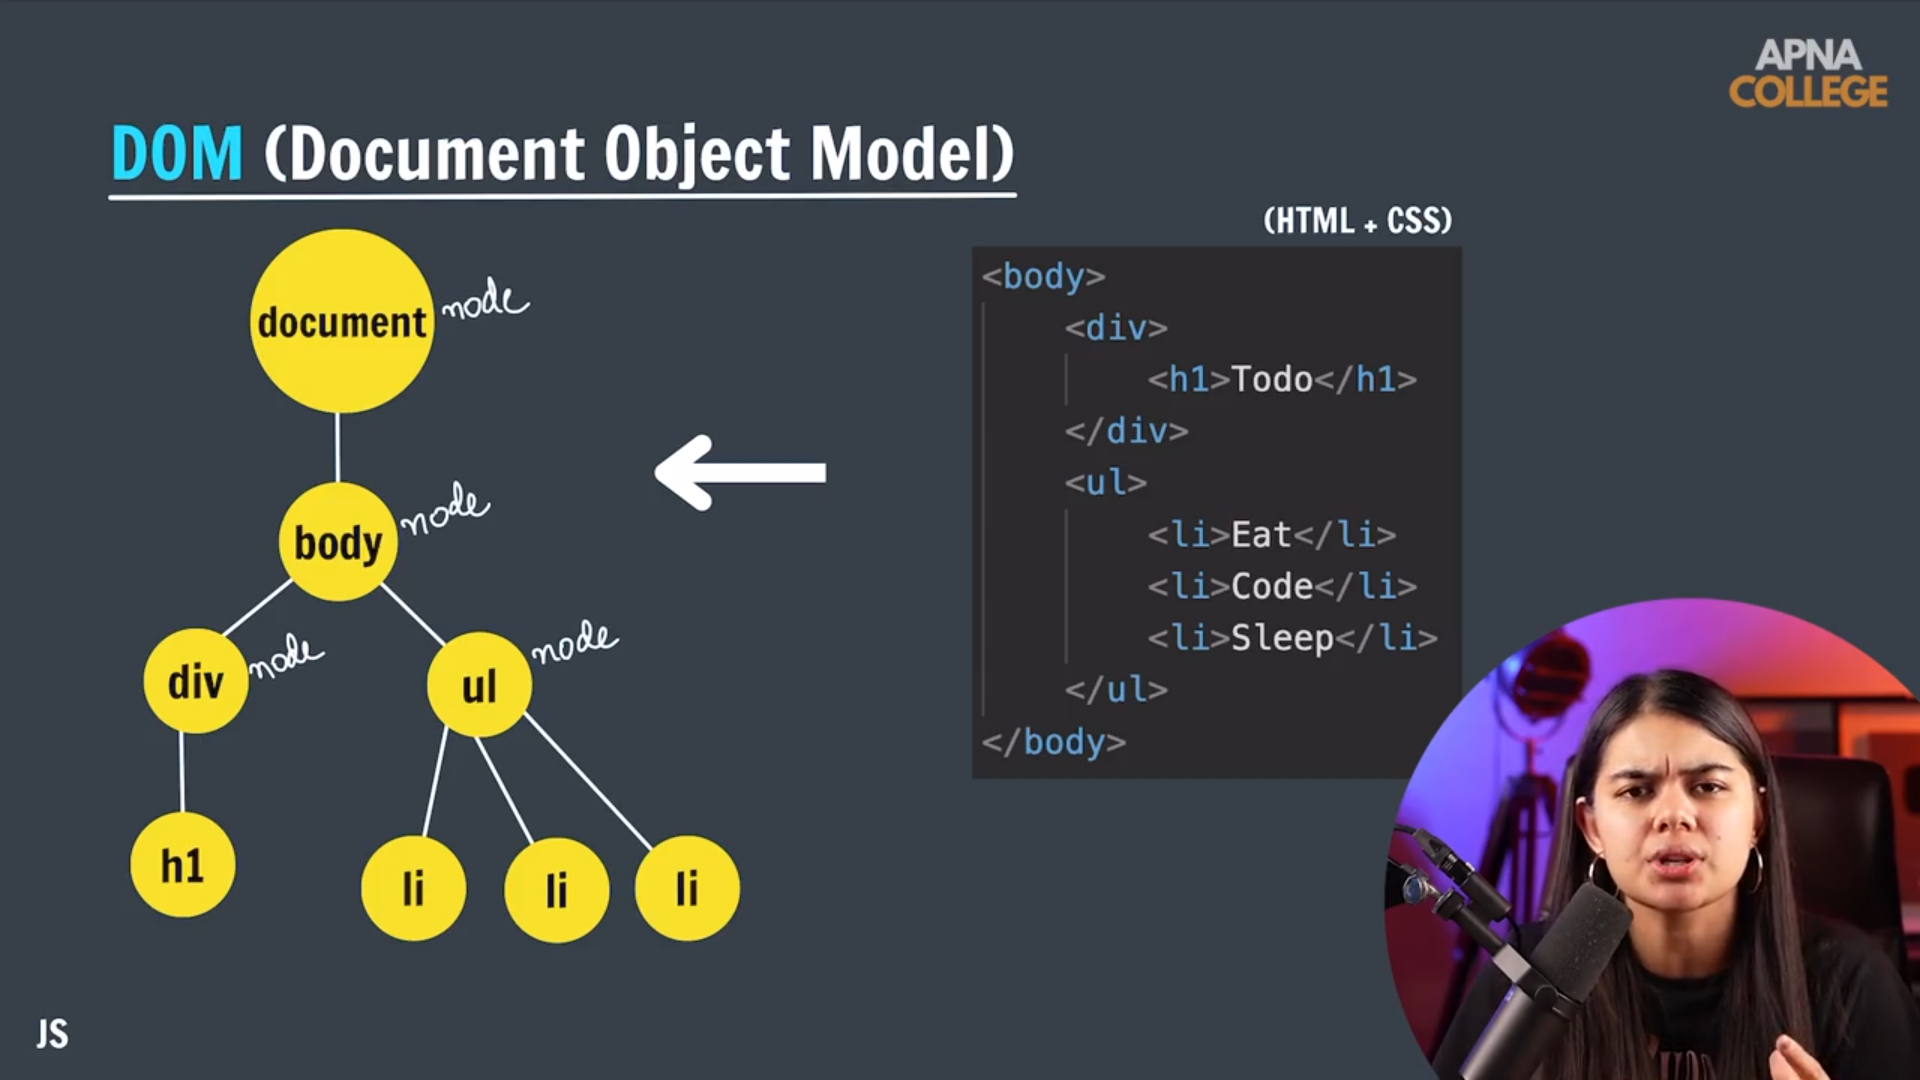 APNA
COLLEGE
DOM (Document Object Model)
(HTML + CSS)
document
node
body
node
div
node
ul
node
h1
li
li
li
<body>
<div>
<h1>Todo</h1>
</div>
<ul>
<li>Eat</li>
<li>Code</li>
<li>Sleep</li>
</ul>
</body>
JS